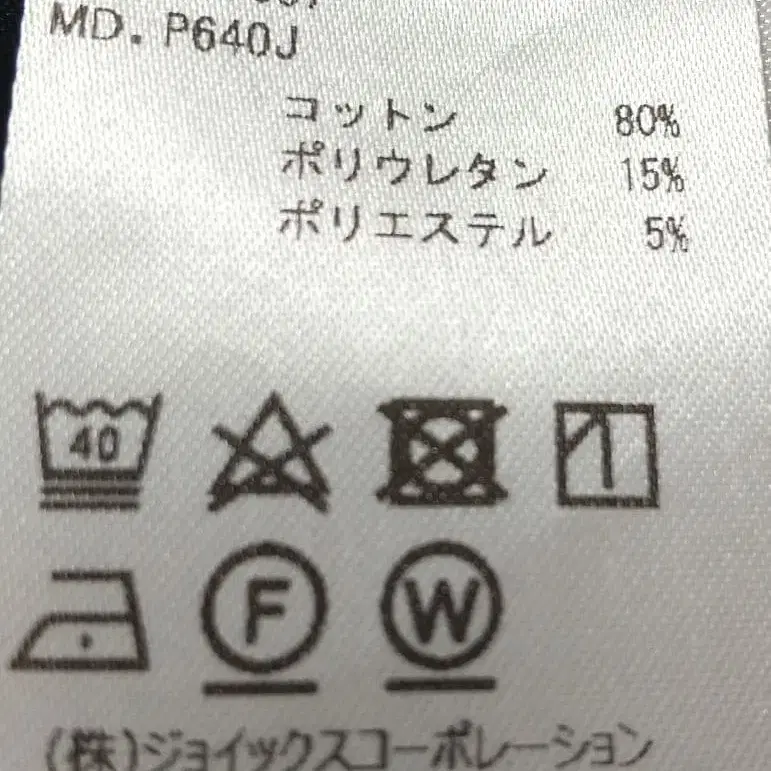 MD. P640J
コットン 80%
ポリウレタン 15%
ポリエステル 5%
40
F W
(株)ジョイックスコーポレーション